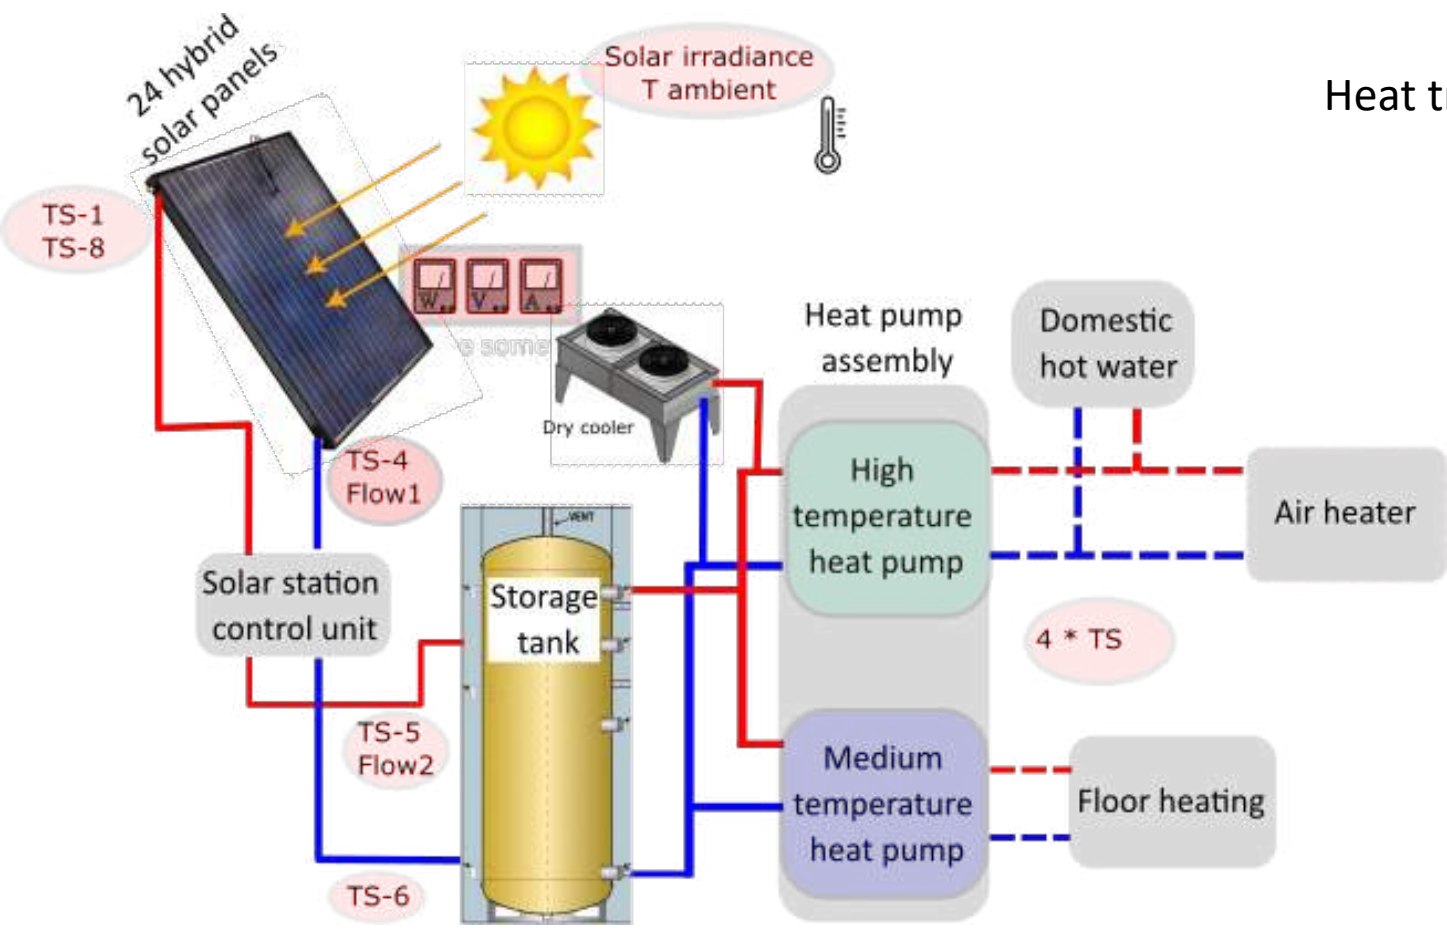 24 hybrid
solar panels
Solar irradiance
T ambient
Heat
TS-1
TS-8
W
V
A
some
Dry cooler
Heat pump
assembly
Domestic
hot water
TS-4
Flow1
High
temperature
heat pump
Air heater
VENT
Solar station
control unit
Storage
tank
4 * TS
TS-5
Flow2
Medium
temperature
heat pump
Floor heating
TS-6